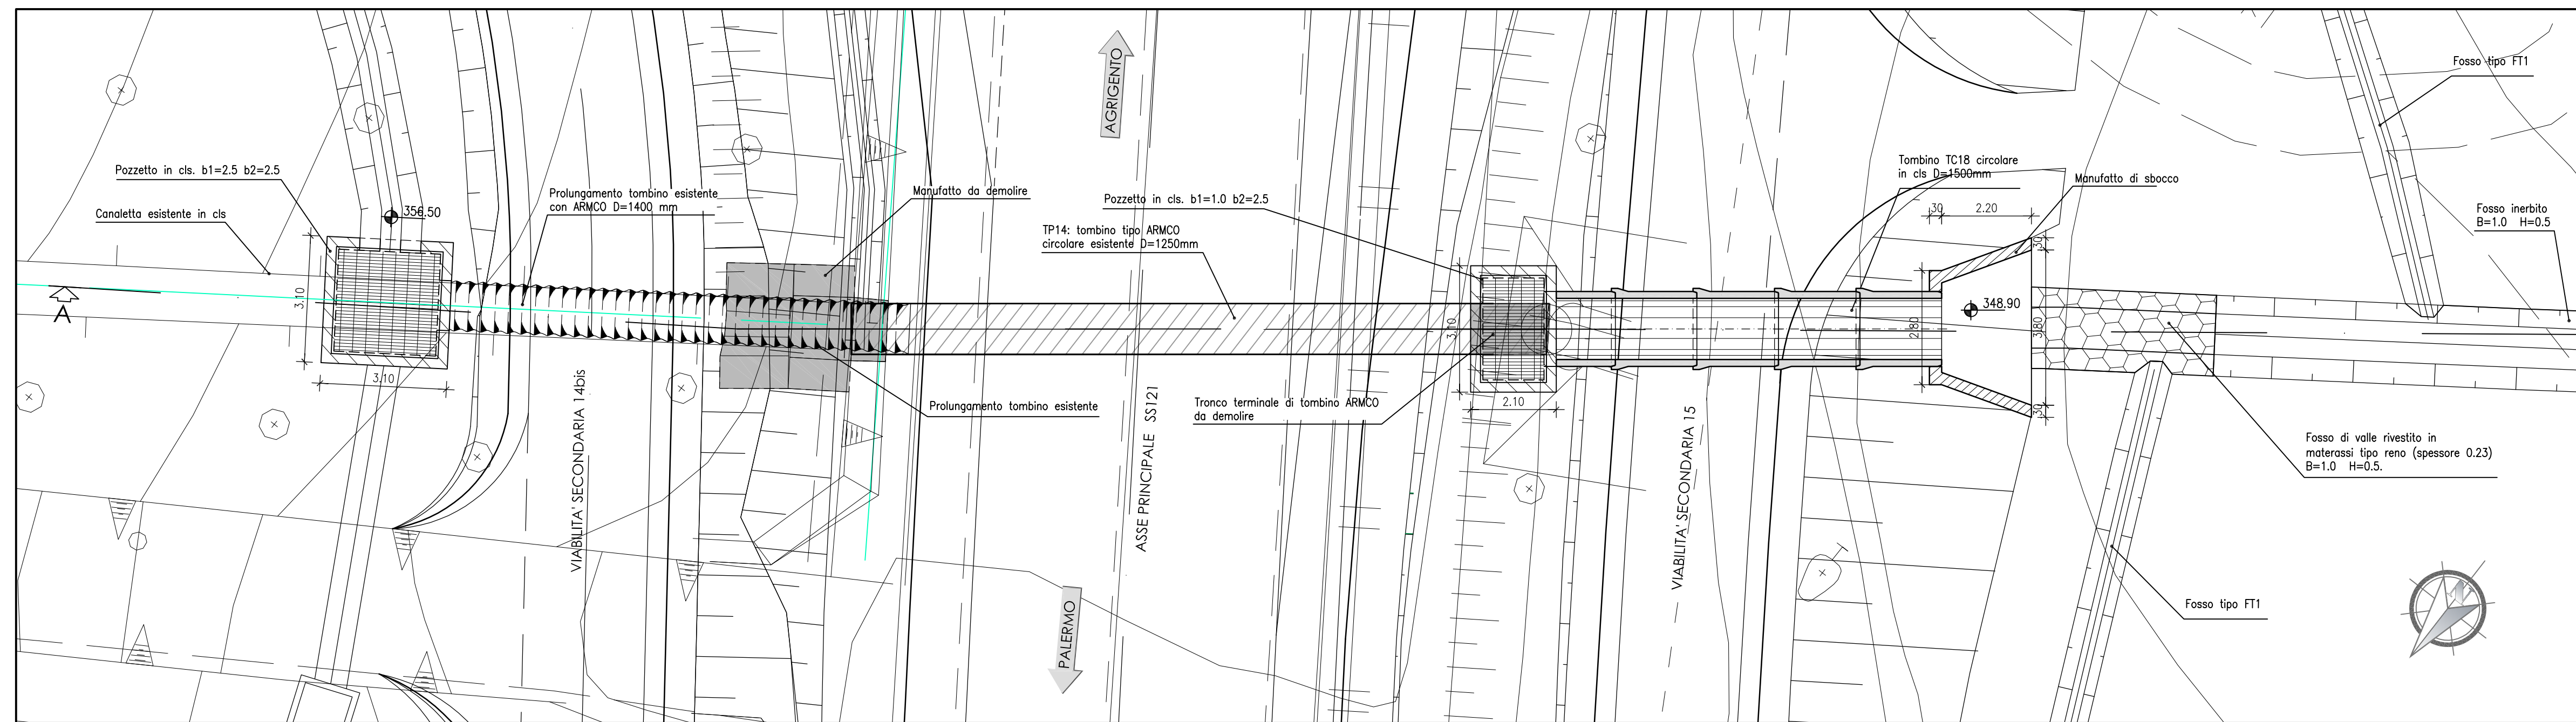 AGRIGENTO
Fosso tipo FT1
Pozzetto in cls. b1=2.5 b2=2.5
Canaletta esistente in cls
356.50
Prolungamento tombino esistente
con ARMCO D=1400 mm
Manufatto da demolire
TP14: tombino tipo ARMCO
circolare esistente D=1250mm
Pozzetto in cls. b1=1.0 b2=2.5
Tombino TC18 circolare
in cls D=1500mm
Manufatto di sbocco
30
2.20
30
Fosso inerbito
B=1.0 H=0.5
A
3.10
3.10
3.10
2.10
2.80
348.90
3.80
30
Prolungamento tombino esistente
Tronco terminale di tombino ARMCO
da demolire
VIABILITA' SECONDARIA 14bis
ASSE PRINCIPALE SS121
VIABILITA' SECONDARIA 15
Fosso di valle rivestito in
materassi tipo reno (spessore 0.23)
B=1.0 H=0.5.
PALERMO
Fosso tipo FT1
N